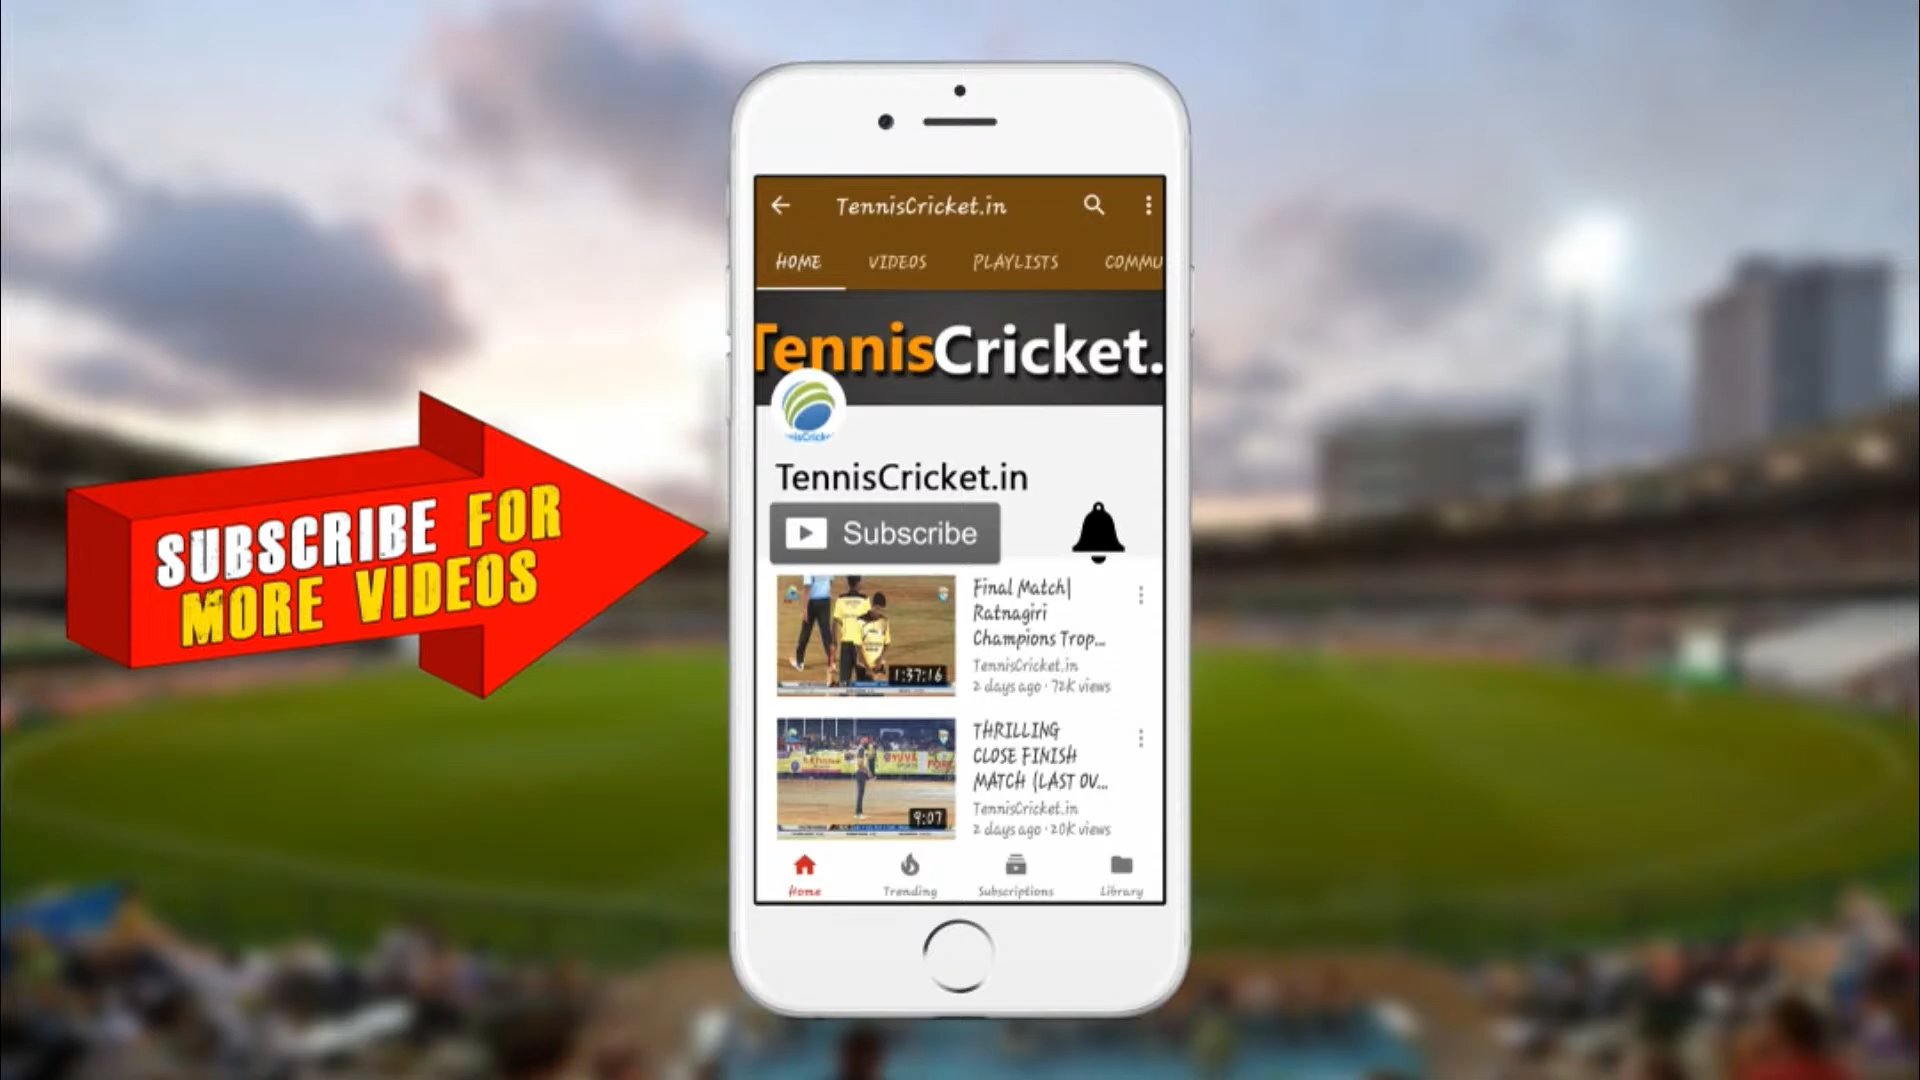 TennisCricket.in
HOME VIDEOS PLAYLISTS COMMU
TennisCricket.
TennisCricket.in
Subscribe
SUBSCRIBE FOR
MORE VIDEOS
Final Match|
Ratnagiri
Champions Trop...
TennisCricket.in
2 days ago · 72K views
1:37:16
THRILLING
CLOSE FINISH
MATCH (LAST OV...
TennisCricket.in
2 days ago · 20K views
9:07
Home Trending Subscriptions Library